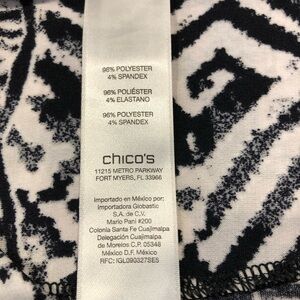 96% POLYESTER
4% SPANDEX
96% POLIÉSTER
4% ELASTANO
96% POLYESTER
4% SPANDEX
chico's
11215 METRO PARKWAY
FORT MYERS, FL 33966
Importado en México por:
Importadora Globastic
S.A. de C.V.
Mario Pani #200
Colonia Santa Fe Cuajimalpa
Delegación Cuajimalpa
de Morelos C.P. 05348
México D.F. México
RFC: IGL090327SE5